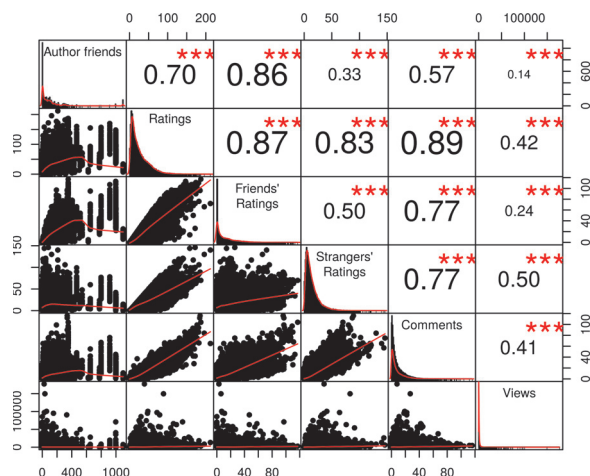 0 100 200
0 50 150
0 100000
Author friends
***
0.70
***
0.86
***
0.33
***
0.57
***
0.14
0 600
0 100
Ratings
***
0.87
***
0.83
***
0.89
***
0.42
Friends'
Ratings
***
0.50
***
0.77
***
0.24
0 40 100
0 50 150
Strangers'
Ratings
***
0.77
***
0.50
Comments
***
0.41
0 40 100
0 100000
Views
0 400 1000
0 40 80
0 40 80